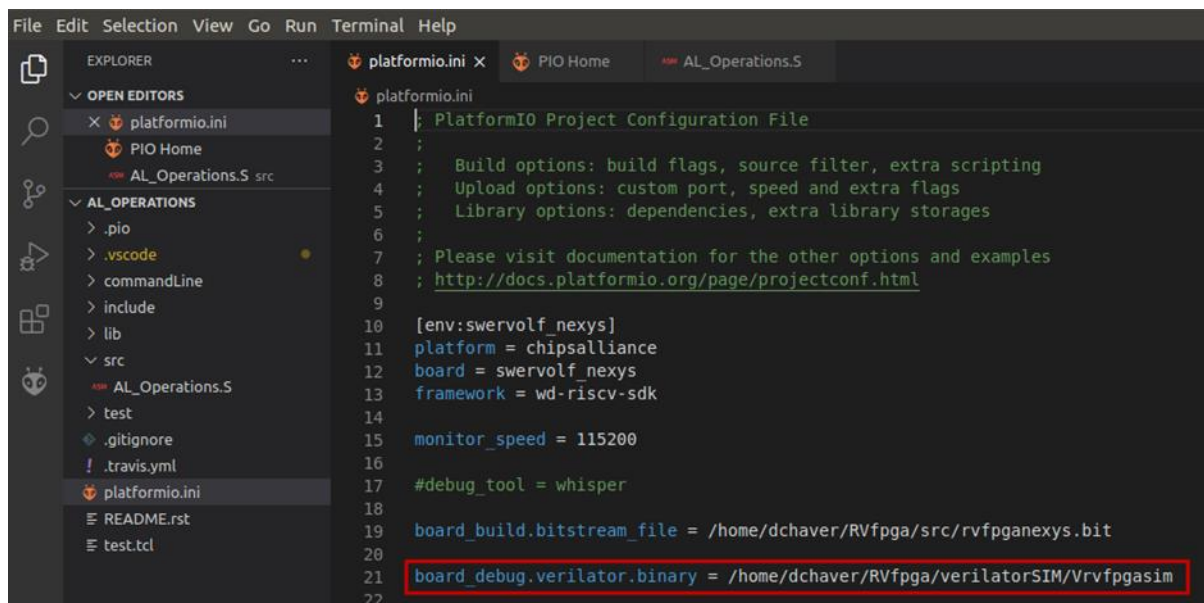 File Edit Selection View Go Run Terminal Help
EXPLORER ...
OPEN EDITORS
platformio.ini
PIO Home
ASM AL_Operations.S src
AL_OPERATIONS
.pio
.vscode
commandLine
include
lib
src
ASM AL_Operations.S
test
.gitignore
! .travis.yml
platformio.ini
README.rst
test.tcl
platformio.ini PIO Home ASM AL_Operations.S
platformio.ini
1 ; PlatformIO Project Configuration File
2 ;
3 ;   Build options: build flags, source filter, extra scripting
4 ;   Upload options: custom port, speed and extra flags
5 ;   Library options: dependencies, extra library storages
6 ;
7 ; Please visit documentation for the other options and examples
8 ; http://docs.platformio.org/page/projectconf.html
9
10 [env:swervolf_nexys]
11 platform = chipsalliance
12 board = swervolf_nexys
13 framework = wd-riscv-sdk
14
15 monitor_speed = 115200
16
17 #debug_tool = whisper
18
19 board_build.bitstream_file = /home/dchaver/RVfpga/src/rvfpganexys.bit
20
21 board_debug.verilator.binary = /home/dchaver/RVfpga/verilatorSIM/Vrvfpgasim
22